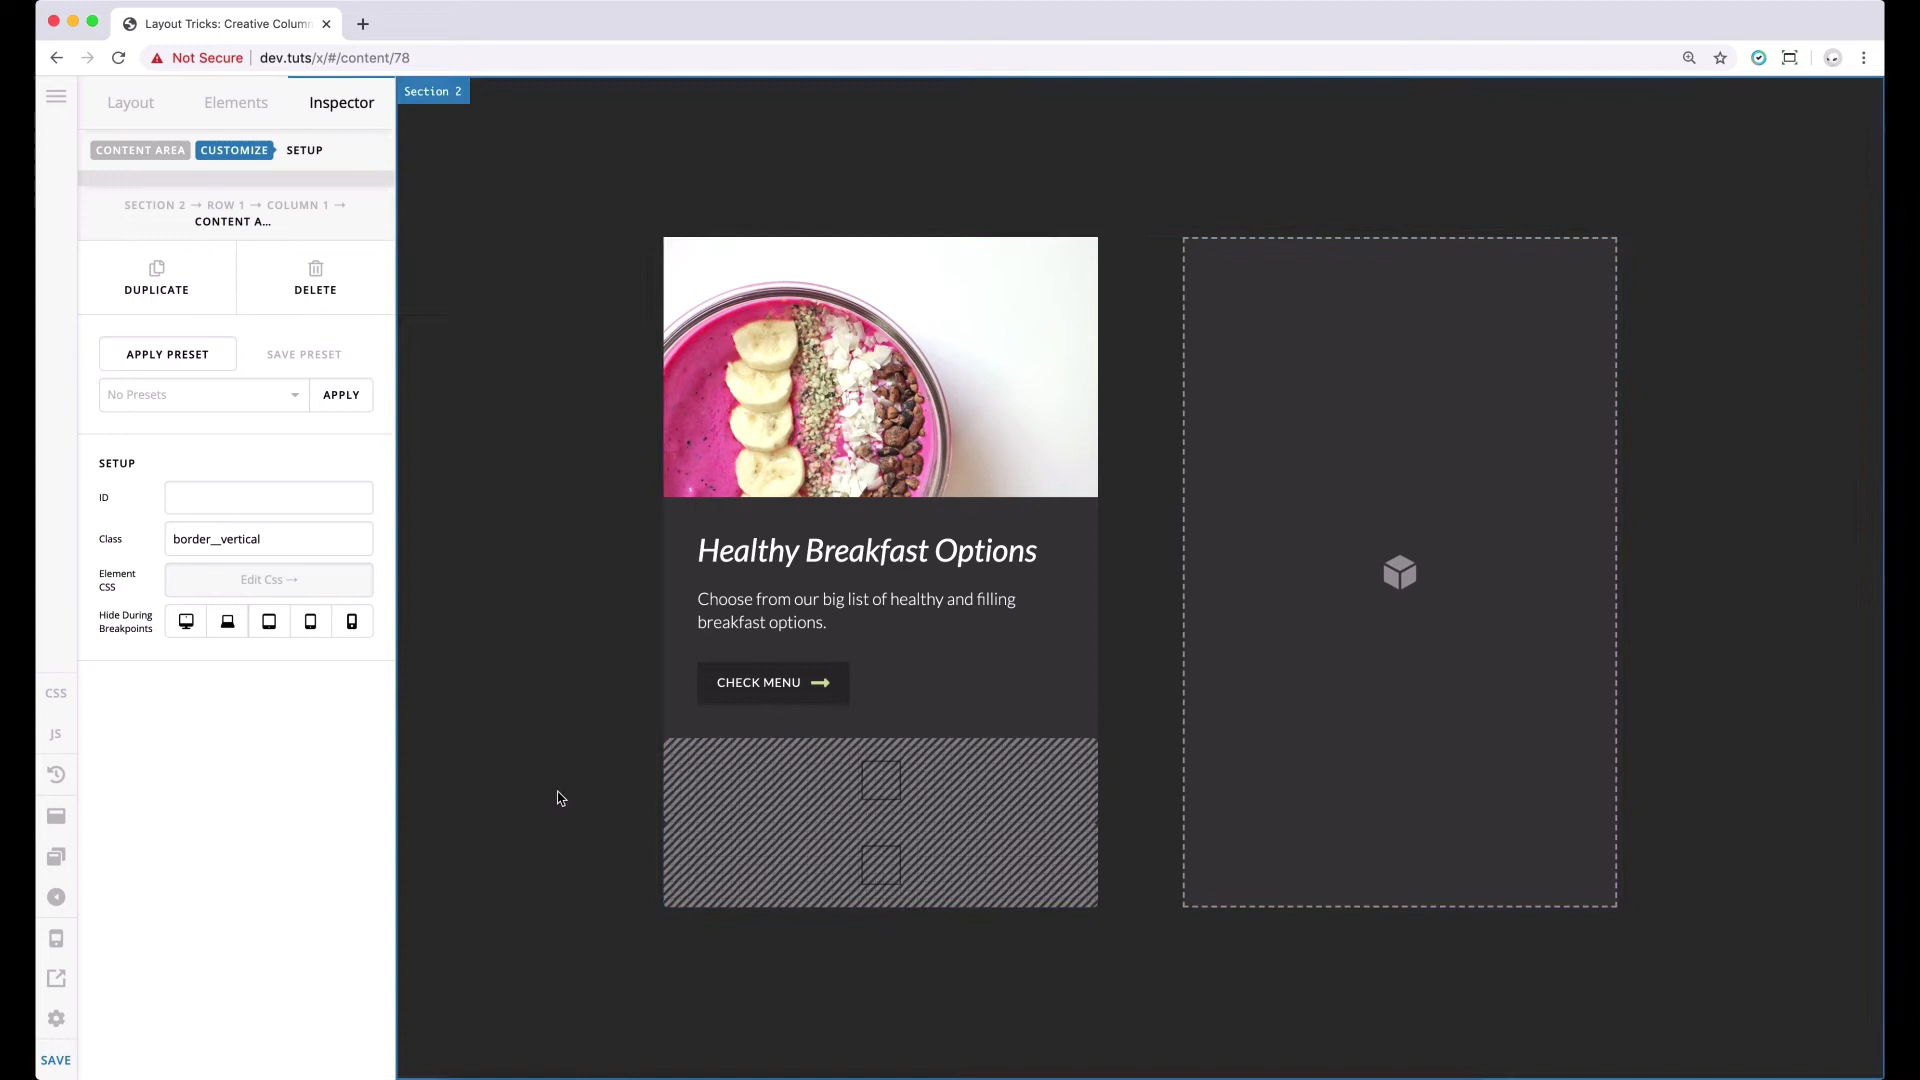 Layout Tricks: Creative Colum
Not Secure
dev.tuts/x/#/content/78
Layout
Elements
Inspector
Section 2
CONTENT AREA
CUSTOMIZE
SETUP
SECTION 2 → ROW 1 → COLUMN 1 →
CONTENT A...
DUPLICATE
DELETE
APPLY PRESET
SAVE PRESET
No Presets
APPLY
SETUP
ID
Class
border__vertical
Element
CSS
Edit Css →
Hide During
Breakpoints
Healthy Breakfast Options
Choose from our big list of healthy and filling
breakfast options.
CHECK MENU
CSS
JS
SAVE